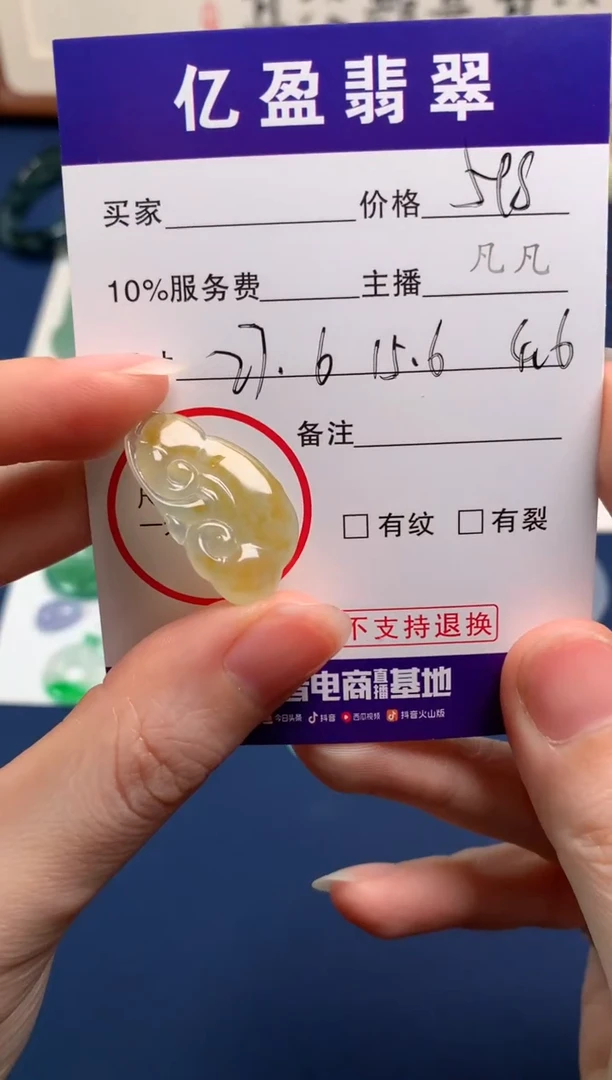 亿盈翡翠
买家 价格 598
10%服务费 主播 凡凡
27.6 15.6 4.6
备注
□有纹 □有裂
不支持退换
电商直播基地
今日头条 抖音 西瓜视频 抖音火山版